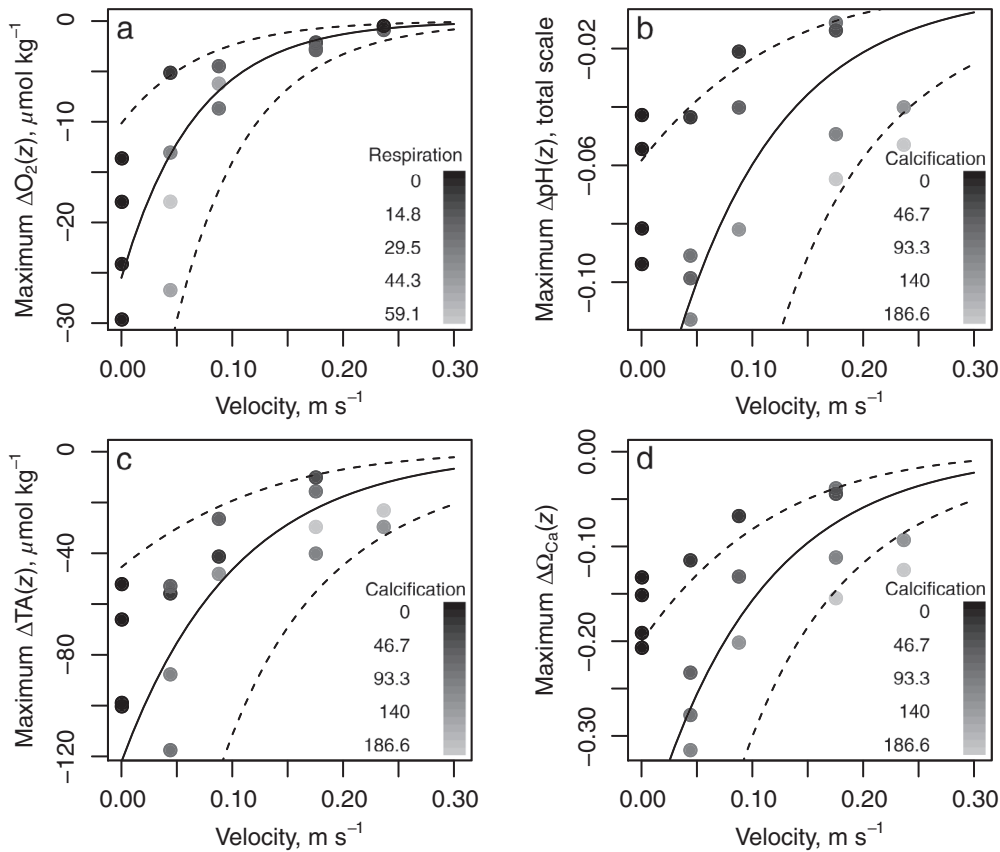 a
Maximum ΔO₂(z), μmol kg⁻¹
0
−10
−20
−30
Respiration
0
14.8
29.5
44.3
59.1
0.00 0.10 0.20 0.30
Velocity, m s⁻¹
b
Maximum ΔpH(z), total scale
−0.02
−0.06
−0.10
Calcification
0
46.7
93.3
140
186.6
0.00 0.10 0.20 0.30
Velocity, m s⁻¹
c
Maximum ΔTA(z), μmol kg⁻¹
0
−40
−80
−120
Calcification
0
46.7
93.3
140
186.6
0.00 0.10 0.20 0.30
Velocity, m s⁻¹
d
Maximum ΔΩCa(z)
0.00
−0.10
−0.20
−0.30
Calcification
0
46.7
93.3
140
186.6
0.00 0.10 0.20 0.30
Velocity, m s⁻¹